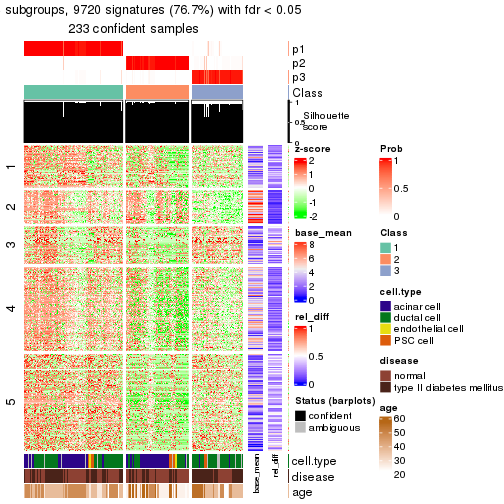 subgroups, 9720 signatures (76.7%) with fdr < 0.05
233 confident samples
p1
p2
p3
Class
1
0.5
0
Silhouette
score
1
2
3
4
5
z-score
2
1
0
-1
-2
base_mean
8
6
4
2
0
rel_diff
1
0.5
0
Status (barplots)
confident
ambiguous
Prob
1
0.5
0
Class
1
2
3
cell.type
acinar cell
ductal cell
endothelial cell
PSC cell
disease
normal
type II diabetes mellitus
age
60
50
40
30
20
cell.type
disease
age
base_mean
rel_diff